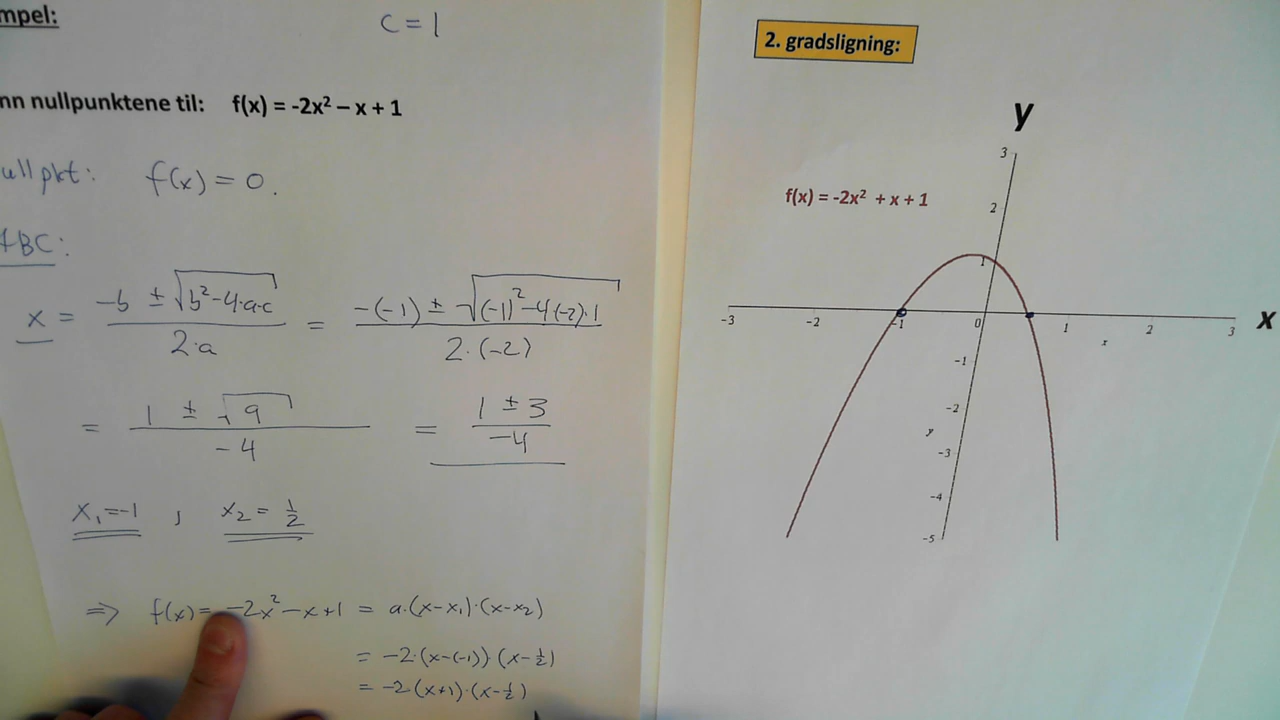 mpel:
C = 1
nn nullpunktene til: f(x) = -2x² – x + 1
ullpkt: f(x) = 0.
ABC:
x = (-b ± √(b²-4·a·c)) / (2·a) = (-(-1) ± √((-1)²-4(-2)·1)) / (2·(-2))
= (1 ± √9) / (-4) = (1 ± 3) / (-4)
x₁=-1 , x₂ = 1/2
=> f(x) = -2x²-x+1 = a·(x-x₁)·(x-x₂)
= -2·(x-(-1))·(x-½)
= -2(x+1)·(x-½)
2. gradsligning:
y
3
f(x) = -2x² + x + 1
2
1
-3 -2 -1 0 1 2 3 x
x
-1
-2
y
-3
-4
-5